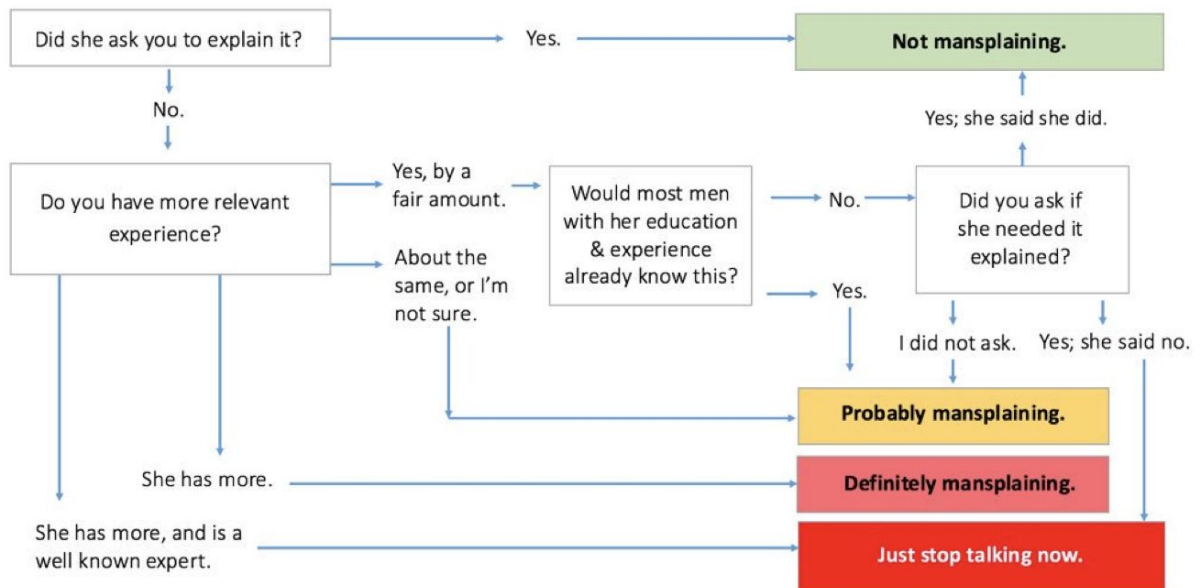 Did she ask you to explain it?
Yes.
Not mansplaining.
No.
Yes; she said she did.
Do you have more relevant
experience?
Yes, by a
fair amount.
Would most men
with her education
& experience
already know this?
No.
Did you ask if
she needed it
explained?
About the
same, or I’m
not sure.
Yes.
I did not ask.
Yes; she said no.
Probably mansplaining.
She has more.
Definitely mansplaining.
She has more, and is a
well known expert.
Just stop talking now.